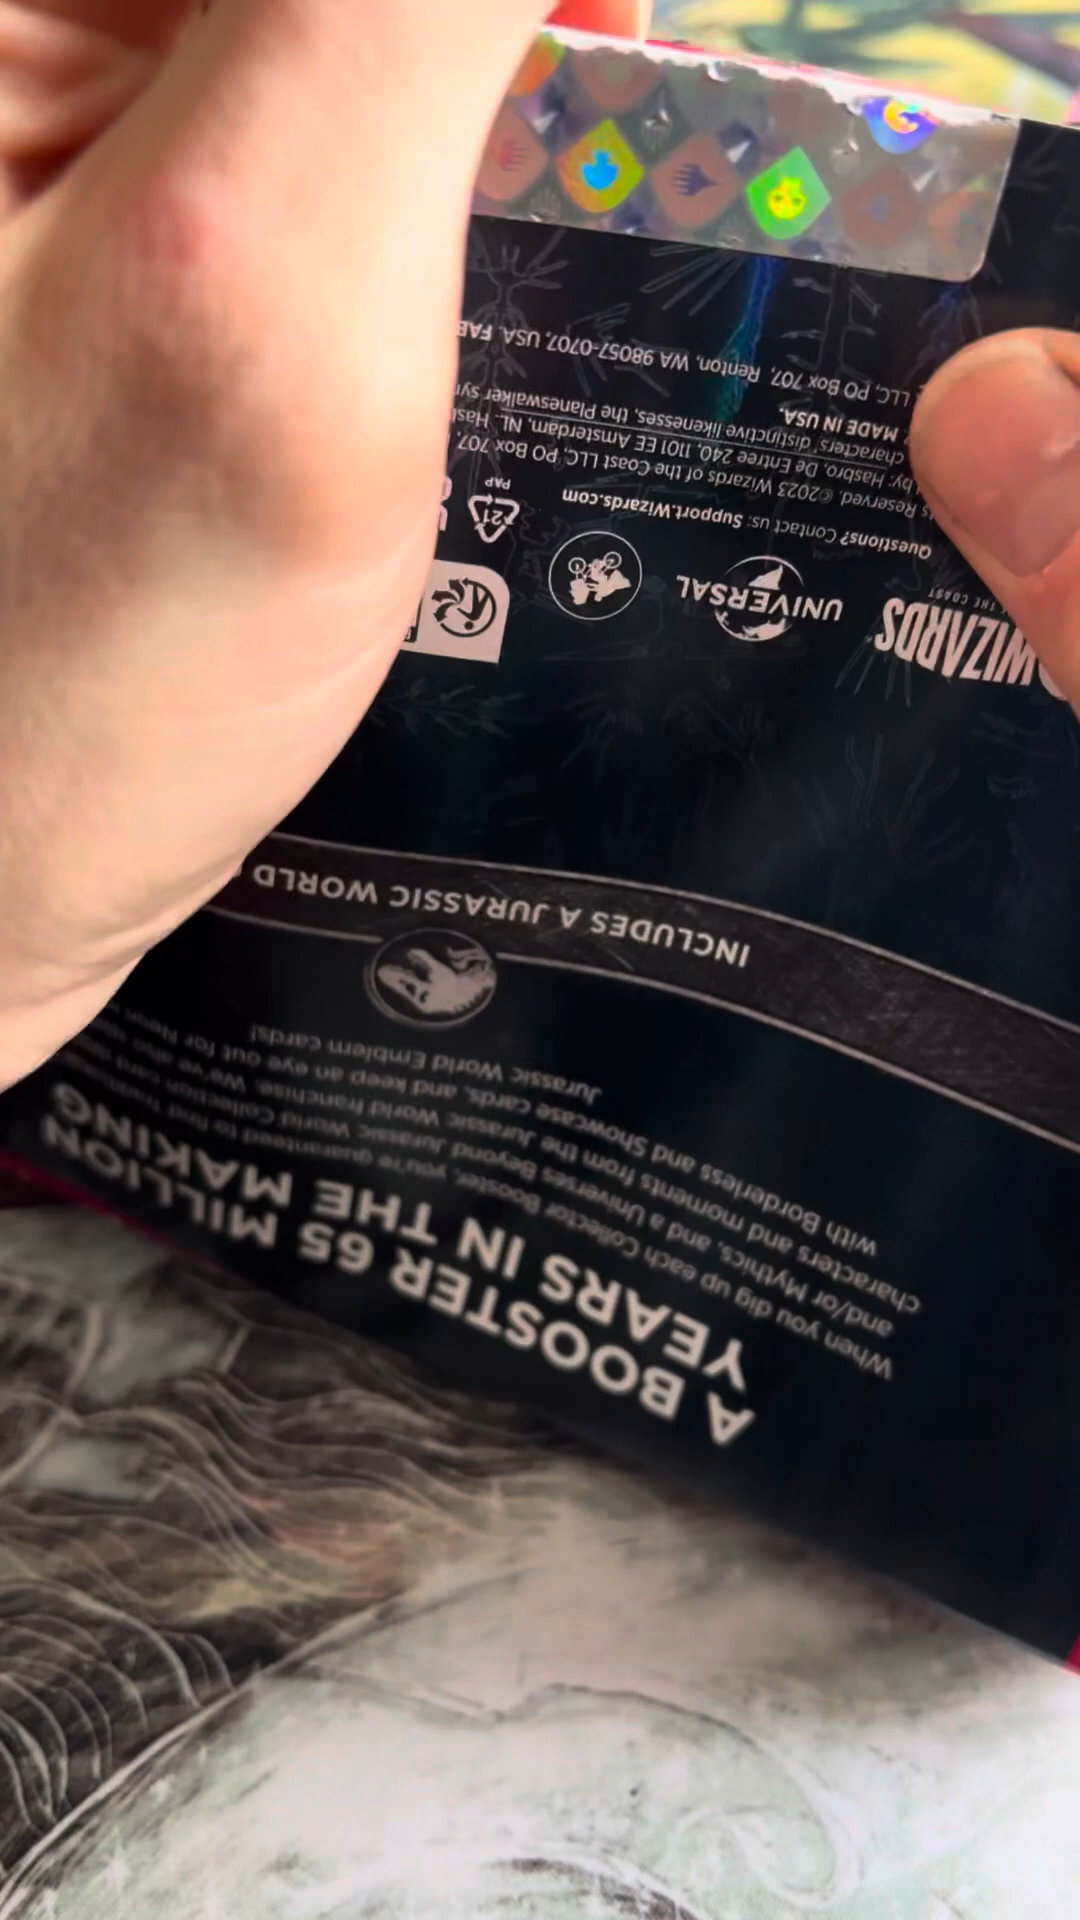 A BOOSTER 65 MILLION
YEARS IN THE MAKING
When you dig up each Collector Booster, you're guaranteed to find
and/or Mythics, and a Universes Beyond Jurassic World Collection card
characters and moments from the Jurassic World franchise. We've also
with Borderless and Showcase cards, and keep an eye out for Neon
Jurassic World Emblem cards!
INCLUDES A JURASSIC WORLD
WIZARDS
THE COAST
UNIVERSAL
Questions? Contact us: Support.Wizards.com
21
PAP
Reserved. ©2023 Wizards of the Coast LLC, PO Box 707,
by: Hasbro, De Entree 240, 1101 EE Amsterdam, NL.
characters' distinctive likenesses, the Planeswalker
MADE IN USA.
LLC, PO Box 707, Renton, WA 98057-0707, USA.